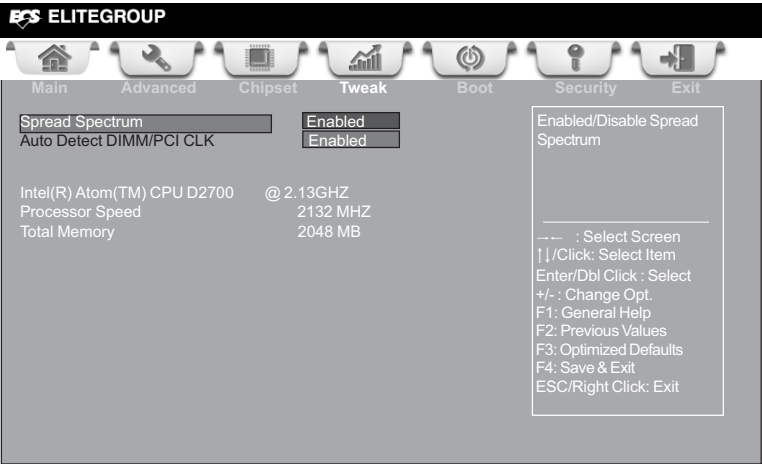 ECS ELITEGROUP
Main Advanced Chipset Tweak Boot Security Exit
Spread Spectrum Enabled
Auto Detect DIMM/PCI CLK Enabled
Intel(R) Atom(TM) CPU D2700 @ 2.13GHZ
Processor Speed 2132 MHZ
Total Memory 2048 MB
Enabled/Disable Spread
Spectrum
→← : Select Screen
↑↓/Click: Select Item
Enter/Dbl Click : Select
+/- : Change Opt.
F1: General Help
F2: Previous Values
F3: Optimized Defaults
F4: Save & Exit
ESC/Right Click: Exit